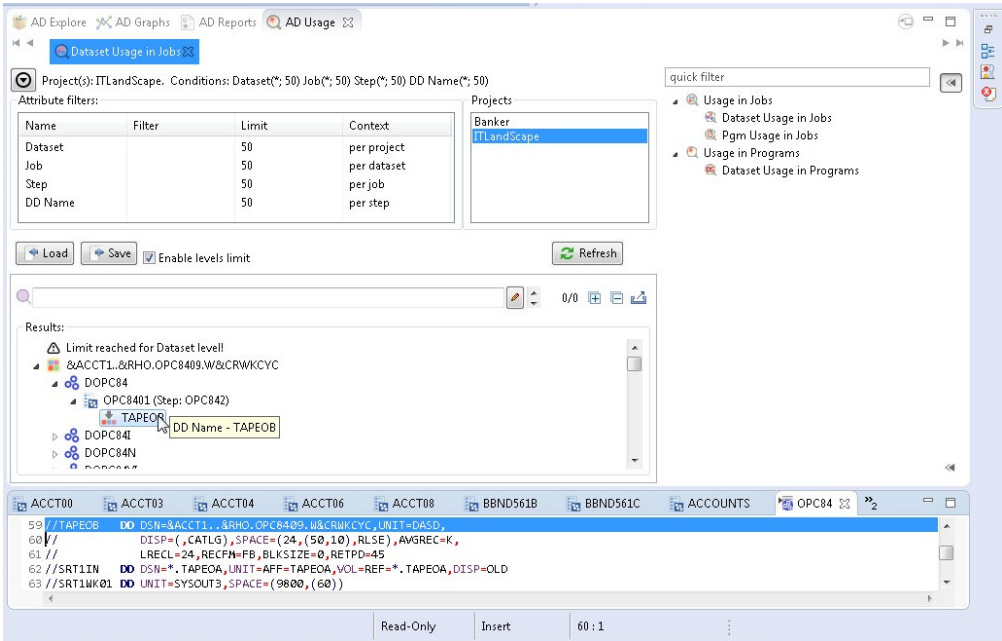 AD Explore AD Graphs AD Reports AD Usage
Dataset Usage in Jobs
Project(s): ITLandScape. Conditions: Dataset(*; 50) Job(*; 50) Step(*; 50) DD Name(*; 50)
Attribute filters:
Name Filter Limit Context
Dataset 50 per project
Job 50 per dataset
Step 50 per job
DD Name 50 per step
Projects
Banker
ITLandScape
quick filter
Usage in Jobs
Dataset Usage in Jobs
Pgm Usage in Jobs
Usage in Programs
Dataset Usage in Programs
Load Save Enable levels limit Refresh
0/0
Results:
Limit reached for Dataset level!
&ACCT1..&RHO.OPC8409.W&CRWKCYC
DOPC84
OPC8401 (Step: OPC842)
TAPEOB
DD Name - TAPEOB
DOPC84I
DOPC84N
ACCT00 ACCT03 ACCT04 ACCT06 ACCT08 BBND561B BBND561C ACCOUNTS OPC84 »2
59 //TAPEOB DD DSN=&ACCT1..&RHO.OPC8409.W&CRWKCYC,UNIT=DASD,
60 // DISP=(,CATLG),SPACE=(24,(50,10),RLSE),AVGREC=K,
61 // LRECL=24,RECFM=FB,BLKSIZE=0,RETPD=45
62 //SRT1IN DD DSN=*.TAPEOA,UNIT=AFF=TAPEOA,VOL=REF=*.TAPEOA,DISP=OLD
63 //SRT1WK01 DD UNIT=SYSOUT3,SPACE=(9800,(60))
Read-Only Insert 60 : 1